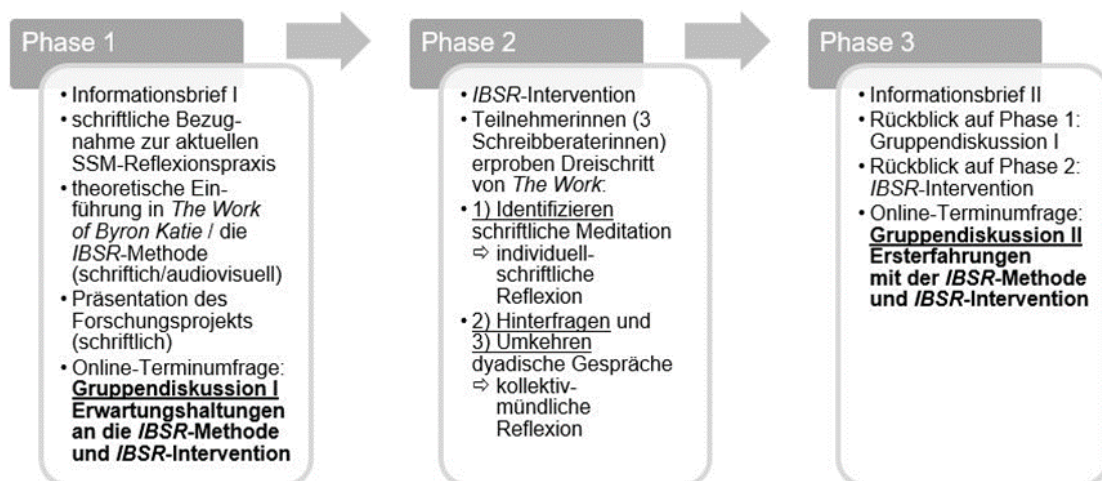 Phase 1
• Informationsbrief I
• schriftliche Bezug-
nahme zur aktuellen
SSM-Reflexionspraxis
• theoretische Ein-
führung in The Work
of Byron Katie / die
IBSR-Methode
(schriftich/audiovisuell)
• Präsentation des
Forschungsprojekts
(schriftlich)
• Online-Terminumfrage:
Gruppendiskussion I
Erwartungshaltungen
an die IBSR-Methode
und IBSR-Intervention
Phase 2
• IBSR-Intervention
• Teilnehmerinnen (3
Schreibberaterinnen)
erproben Dreischritt
von The Work:
• 1) Identifizieren
schriftliche Meditation
⇨ individuell-
schriftliche
Reflexion
• 2) Hinterfragen und
3) Umkehren
dyadische Gespräche
⇨ kollektiv-
mündliche
Reflexion
Phase 3
• Informationsbrief II
• Rückblick auf Phase 1:
Gruppendiskussion I
• Rückblick auf Phase 2:
IBSR-Intervention
• Online-Terminumfrage:
Gruppendiskussion II
Ersterfahrungen
mit der IBSR-Methode
und IBSR-Intervention